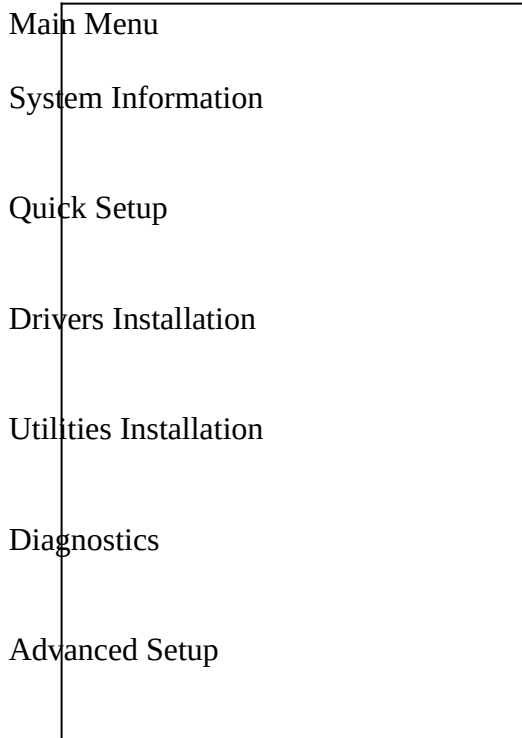 Main Menu
System Information
Quick Setup
Drivers Installation
Utilities Installation
Diagnostics
Advanced Setup